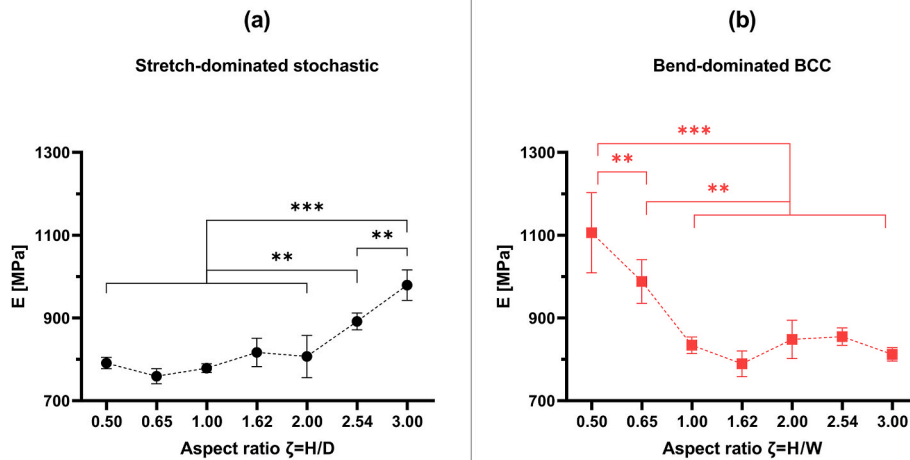 (a)
Stretch-dominated stochastic
1300
1100
900
700
E [MPa]
***
**
**
0.50 0.65 1.00 1.62 2.00 2.54 3.00
Aspect ratio ζ=H/D
(b)
Bend-dominated BCC
1300
1100
900
700
E [MPa]
***
**
**
0.50 0.65 1.00 1.62 2.00 2.54 3.00
Aspect ratio ζ=H/W